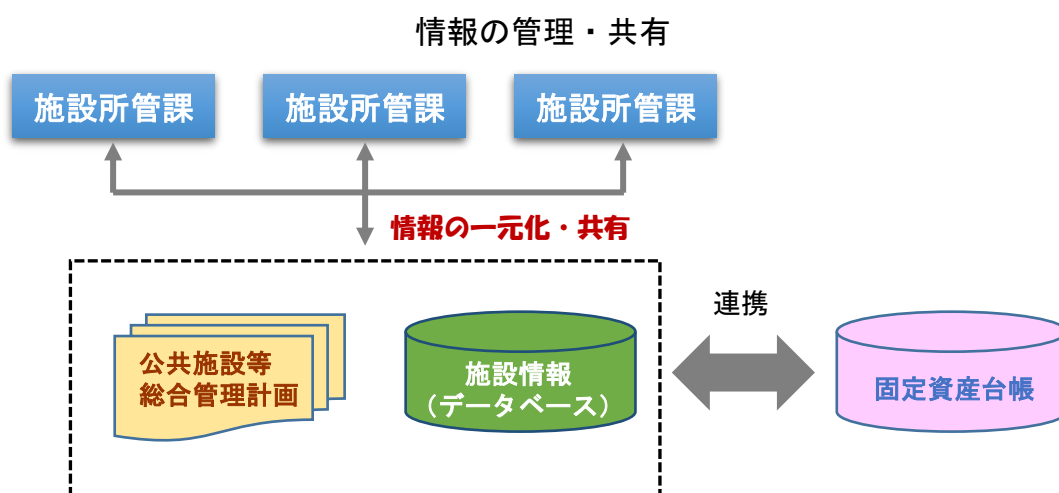 情報の管理・共有
施設所管課
施設所管課
施設所管課
情報の一元化・共有
連携
公共施設等
総合管理計画
施設情報
(データベース)
固定資産台帳